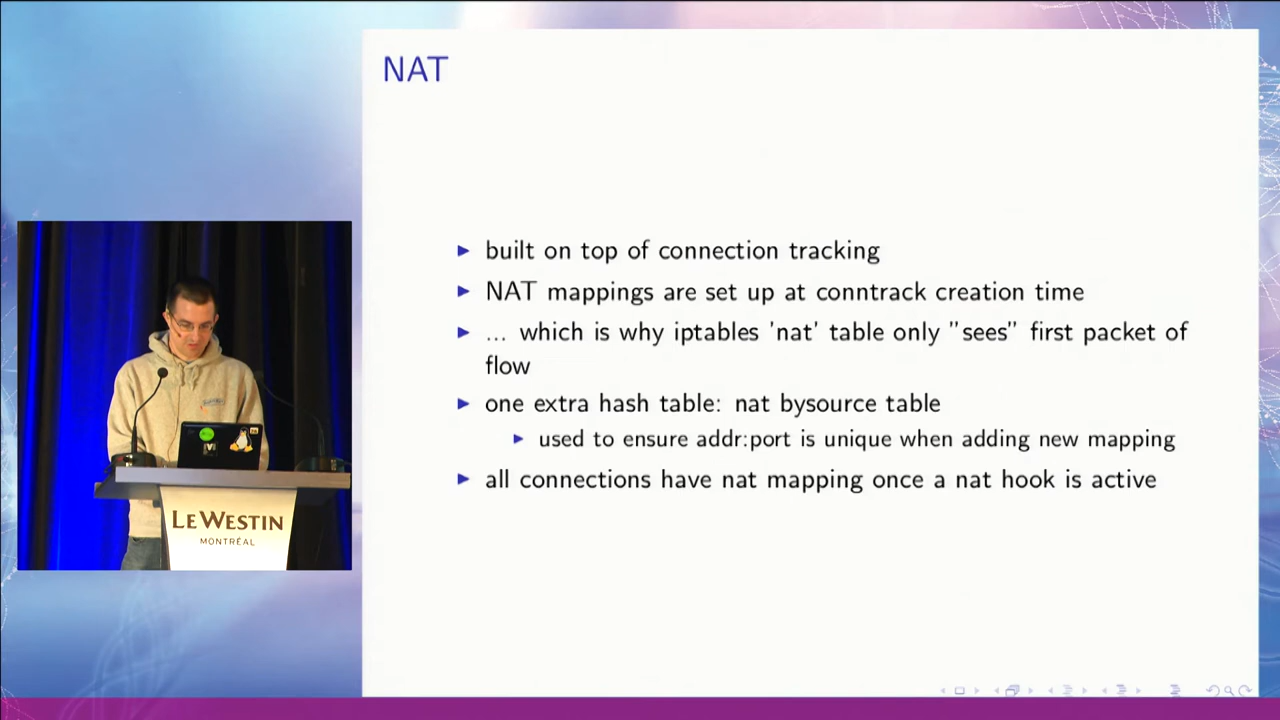 NAT
built on top of connection tracking
NAT mappings are set up at conntrack creation time
... which is why iptables 'nat' table only "sees" first packet of
flow
one extra hash table: nat bysource table
used to ensure addr:port is unique when adding new mapping
all connections have nat mapping once a nat hook is active
LE WESTIN
MONTRÉAL